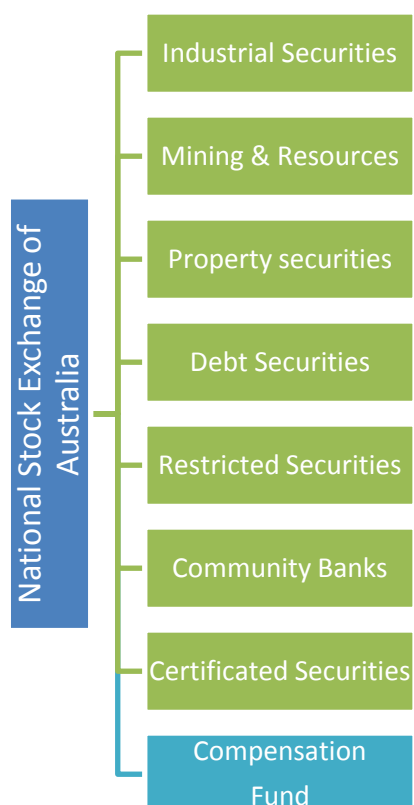 National Stock Exchange of
Australia
Industrial Securities
Mining & Resources
Property securities
Debt Securities
Restricted Securities
Community Banks
Certificated Securities
Compensation
Fund